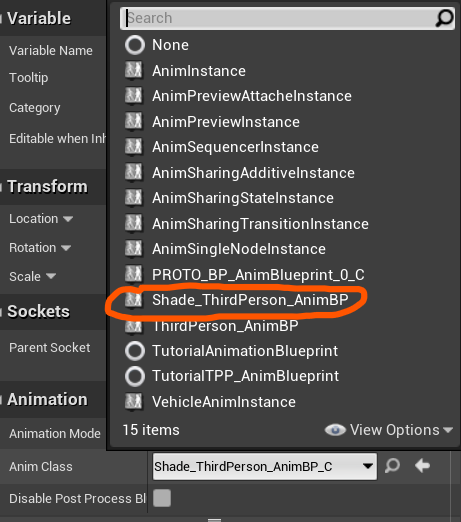 Variable
Search
Variable Name
None
Tooltip
AnimInstance
AnimPreviewAttacheInstance
Category
AnimPreviewInstance
Editable when Inh
AnimSequencerInstance
AnimSharingAdditiveInstance
Transform
AnimSharingStateInstance
Location
AnimSharingTransitionInstance
Rotation
AnimSingleNodeInstance
Scale
PROTO_BP_AnimBlueprint_0_C
Shade_ThirdPerson_AnimBP
Sockets
ThirdPerson_AnimBP
Parent Socket
TutorialAnimationBlueprint
TutorialTPP_AnimBlueprint
Animation
VehicleAnimInstance
Animation Mode
15 items
View Options
Anim Class
Shade_ThirdPerson_AnimBP_C
Disable Post Process Bl